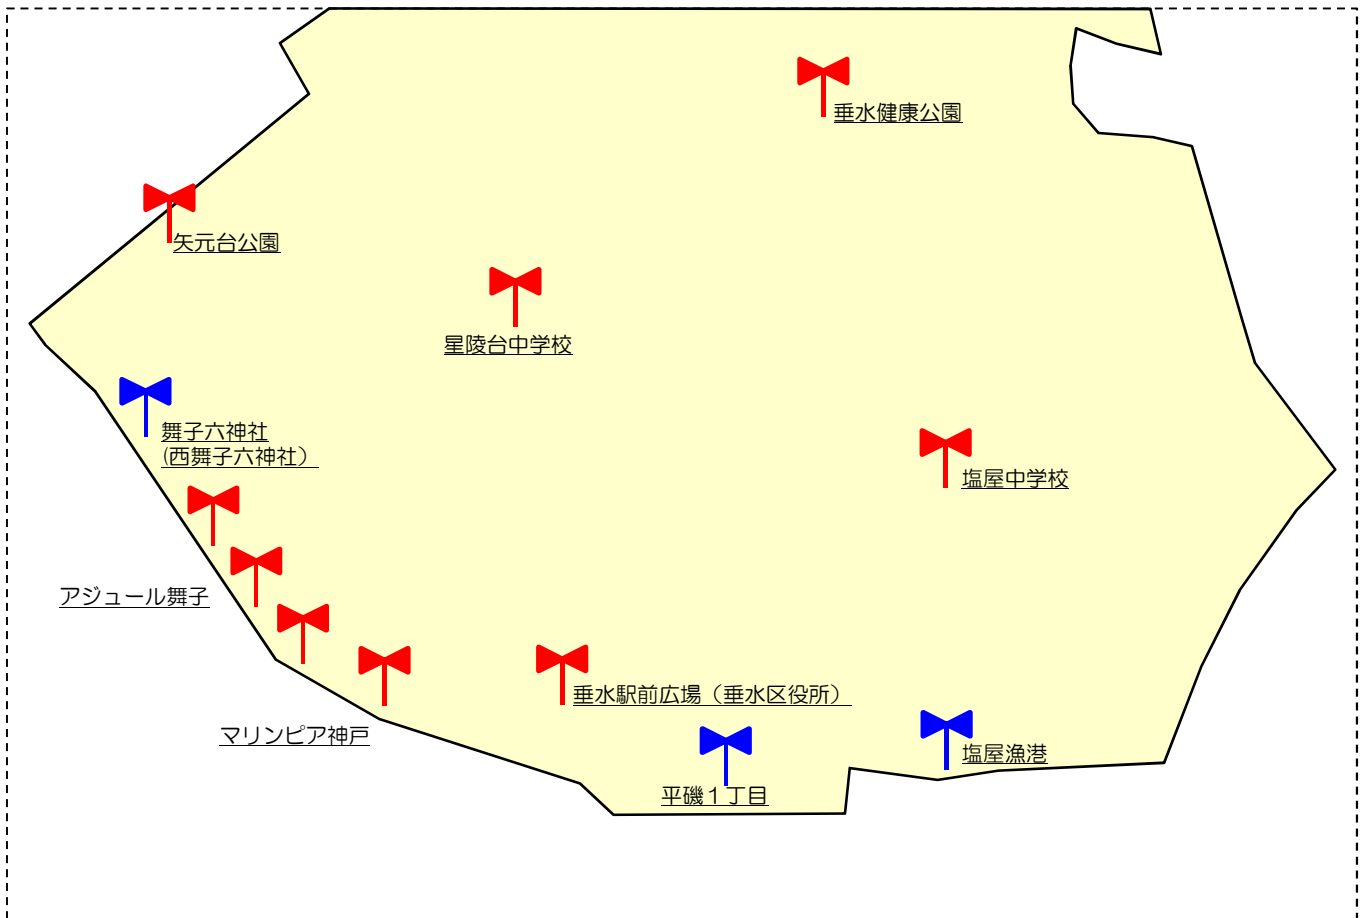 垂水健康公園
矢元台公園
星陵台中学校
舞子六神社
(西舞子六神社）
塩屋中学校
アジュール舞子
垂水駅前広場（垂水区役所）
マリンピア神戸
塩屋漁港
平磯１丁目